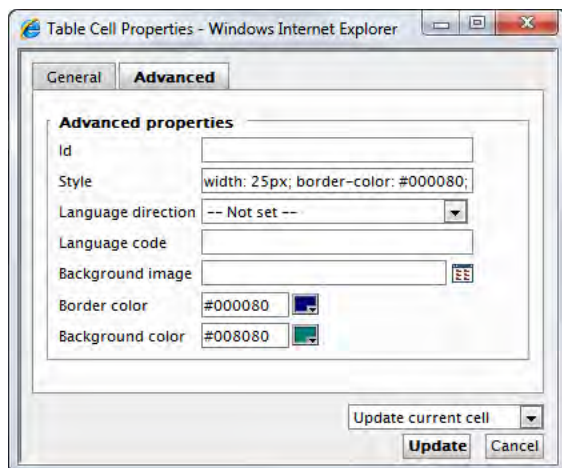 Table Cell Properties - Windows Internet Explorer
General Advanced
Advanced properties
Id
Style width: 25px; border-color: #000080;
Language direction -- Not set --
Language code
Background image
Border color #000080
Background color #008080
Update current cell
Update Cancel